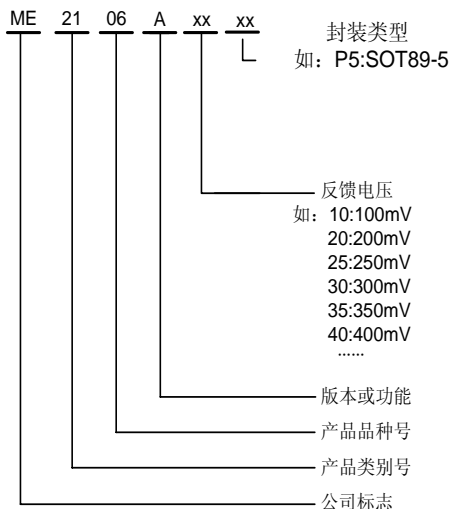 ME 21 06 A xx xx
封装类型
如：P5:SOT89-5
反馈电压
如：10:100mV
20:200mV
25:250mV
30:300mV
35:350mV
40:400mV
……
版本或功能
产品品种号
产品类别号
公司标志